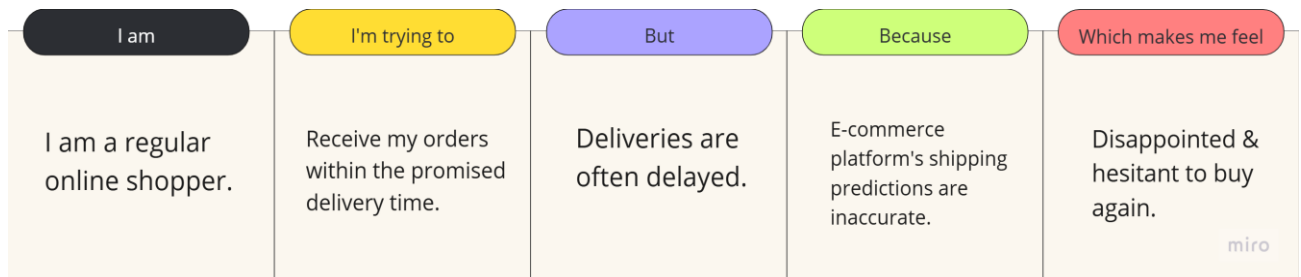 I am
I'm trying to
But
Because
Which makes me feel
I am a regular
online shopper.
Receive my orders
within the promised
delivery time.
Deliveries are
often delayed.
E-commerce
platform's shipping
predictions are
inaccurate.
Disappointed &
hesitant to buy
again.
miro